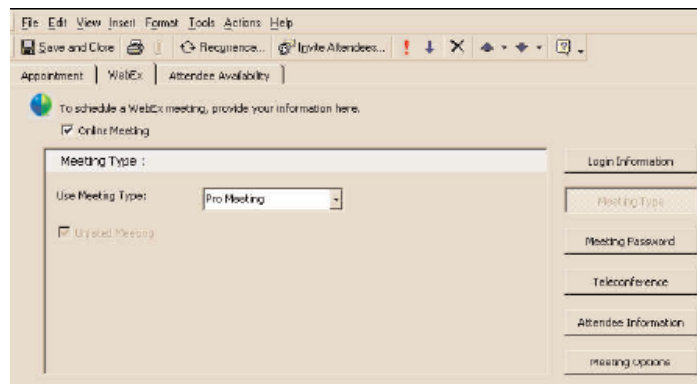 File Edit View Insert Format Tools Actions Help
Save and Close Recurrence... Invite Attendees...
Appointment WebEx Attendee Availability
To schedule a WebEx meeting, provide your information here.
Online Meeting
Meeting Type :
Login Information
Use Meeting Type: Pro Meeting
Meeting Type
Unlisted Meeting
Meeting Password
Teleconference
Attendee Information
Meeting Options